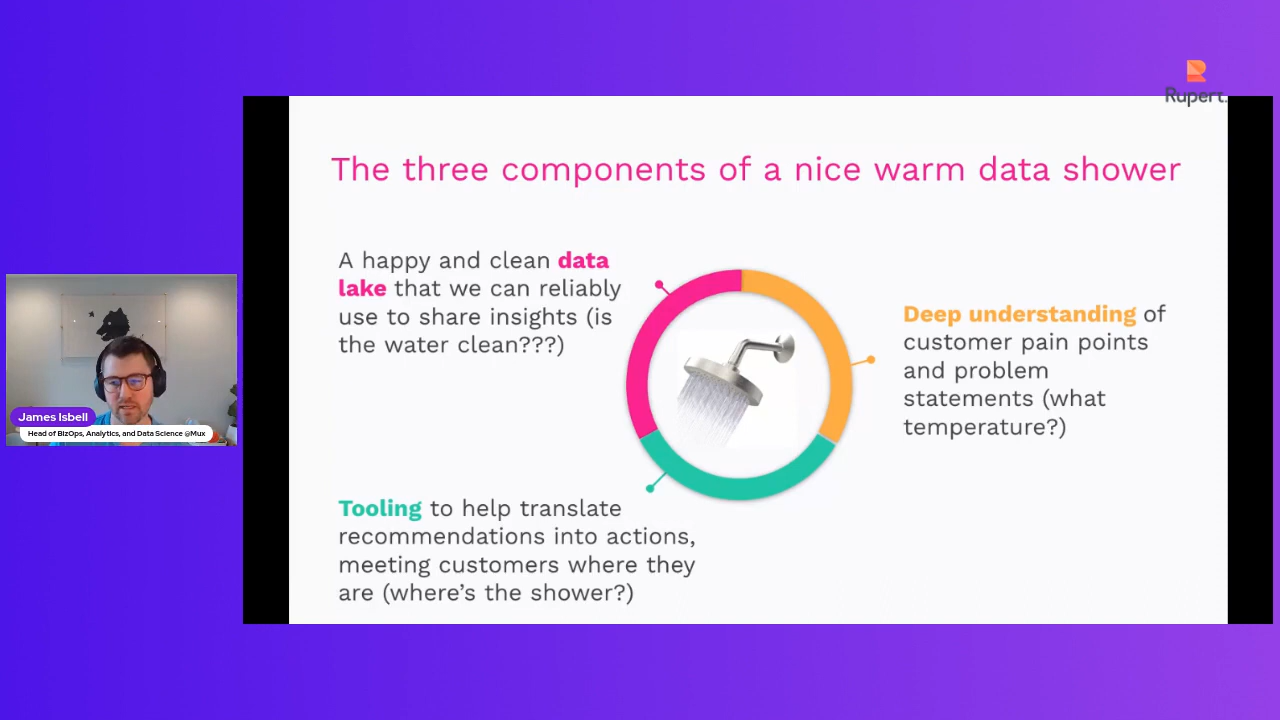 Rupert.
The three components of a nice warm data shower
A happy and clean data
lake that we can reliably
use to share insights (is
the water clean???)
Deep understanding of
customer pain points
and problem
statements (what
temperature?)
Tooling to help translate
recommendations into actions,
meeting customers where they
are (where's the shower?)
James Isbell
Head of BizOps, Analytics, and Data Science @Mux